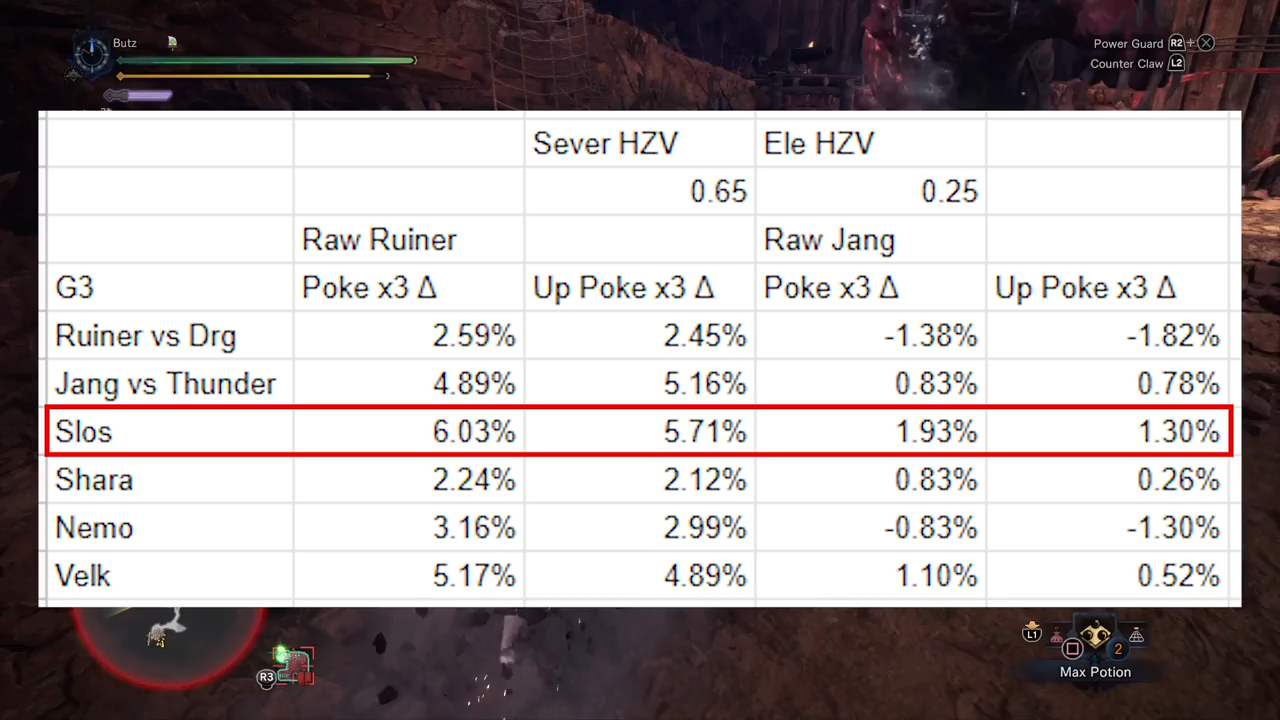 Butz
Power Guard R2+
Counter Claw L2
Sever HZV Ele HZV
0.65 0.25
Raw Ruiner Raw Jang
G3 Poke x3 Δ Up Poke x3 Δ Poke x3 Δ Up Poke x3 Δ
Ruiner vs Drg 2.59% 2.45% -1.38% -1.82%
Jang vs Thunder 4.89% 5.16% 0.83% 0.78%
Slos 6.03% 5.71% 1.93% 1.30%
Shara 2.24% 2.12% 0.83% 0.26%
Nemo 3.16% 2.99% -0.83% -1.30%
Velk 5.17% 4.89% 1.10% 0.52%
L1
2
R3
Max Potion